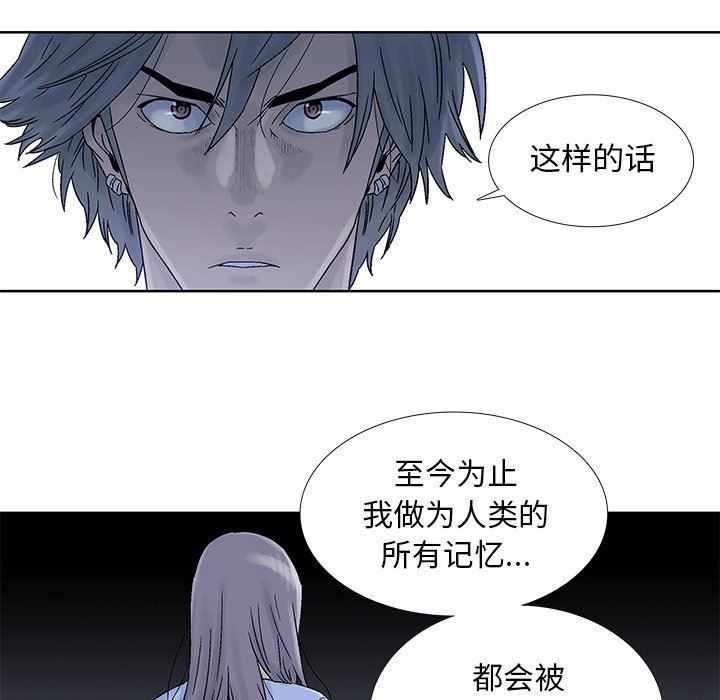 这样的话
至今为止
我做为人类的
所有记忆...
都会被